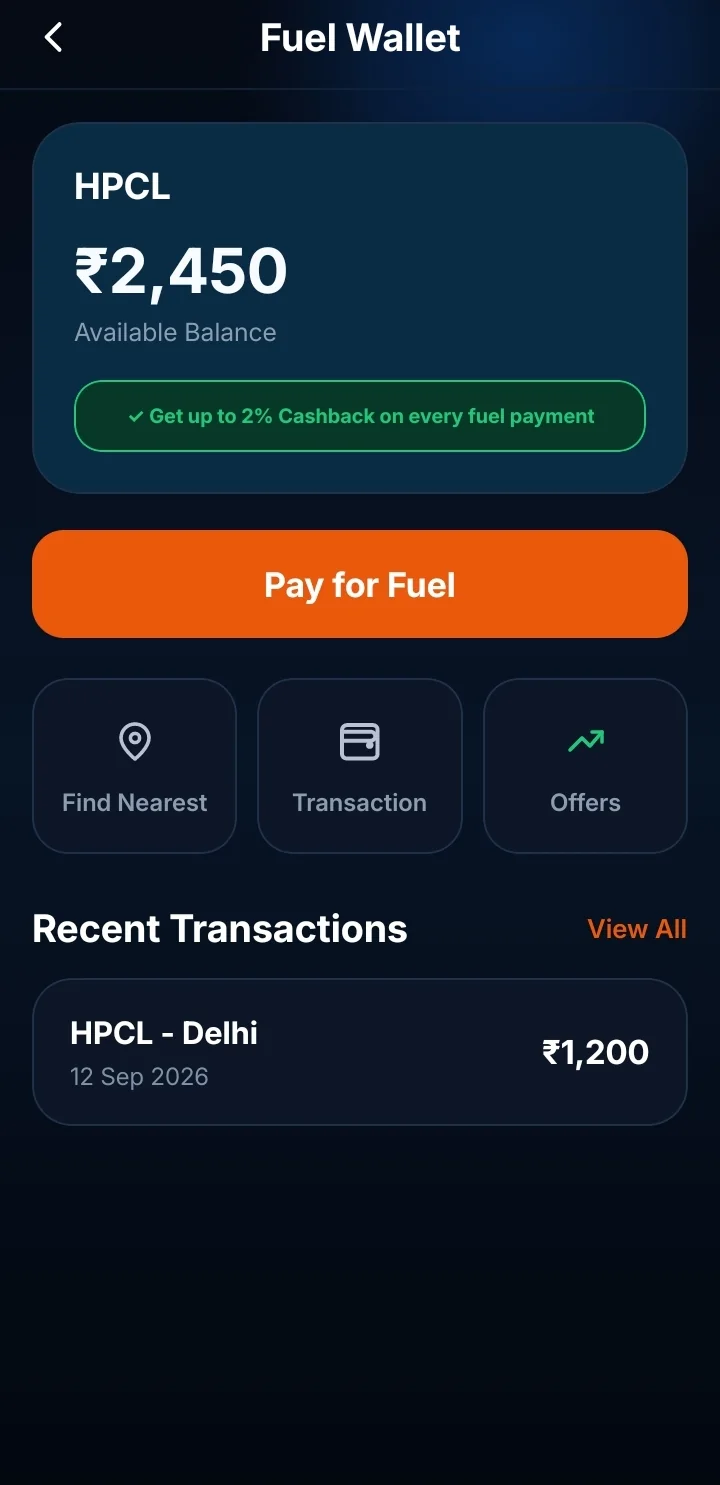 Fuel Wallet
HPCL
₹2,450
Available Balance
✓ Get up to 2% Cashback on every fuel payment
Pay for Fuel
Find Nearest
Transaction
Offers
Recent Transactions
View All
HPCL - Delhi
12 Sep 2026
₹1,200